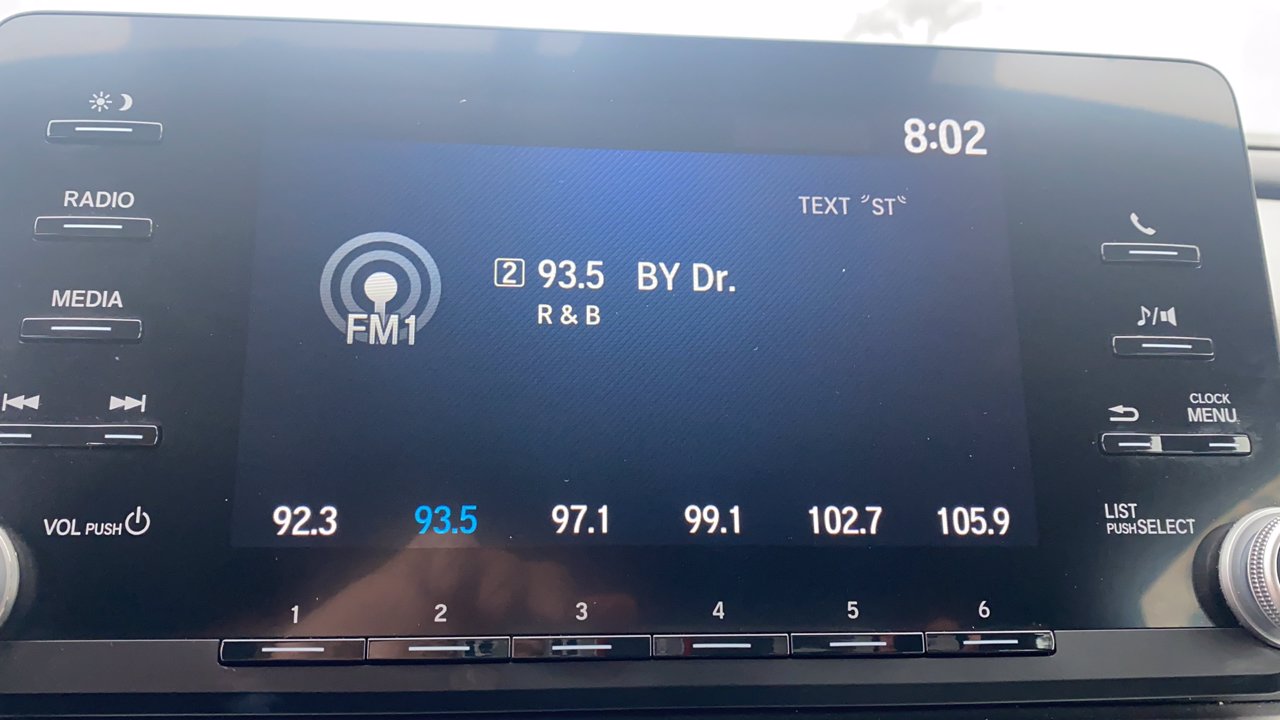 8:02
RADIO
TEXT "ST"
2 93.5 BY Dr.
R & B
MEDIA
FM1
CLOCK
MENU
92.3 93.5 97.1 99.1 102.7 105.9
VOL PUSH
LIST
PUSH SELECT
1 2 3 4 5 6